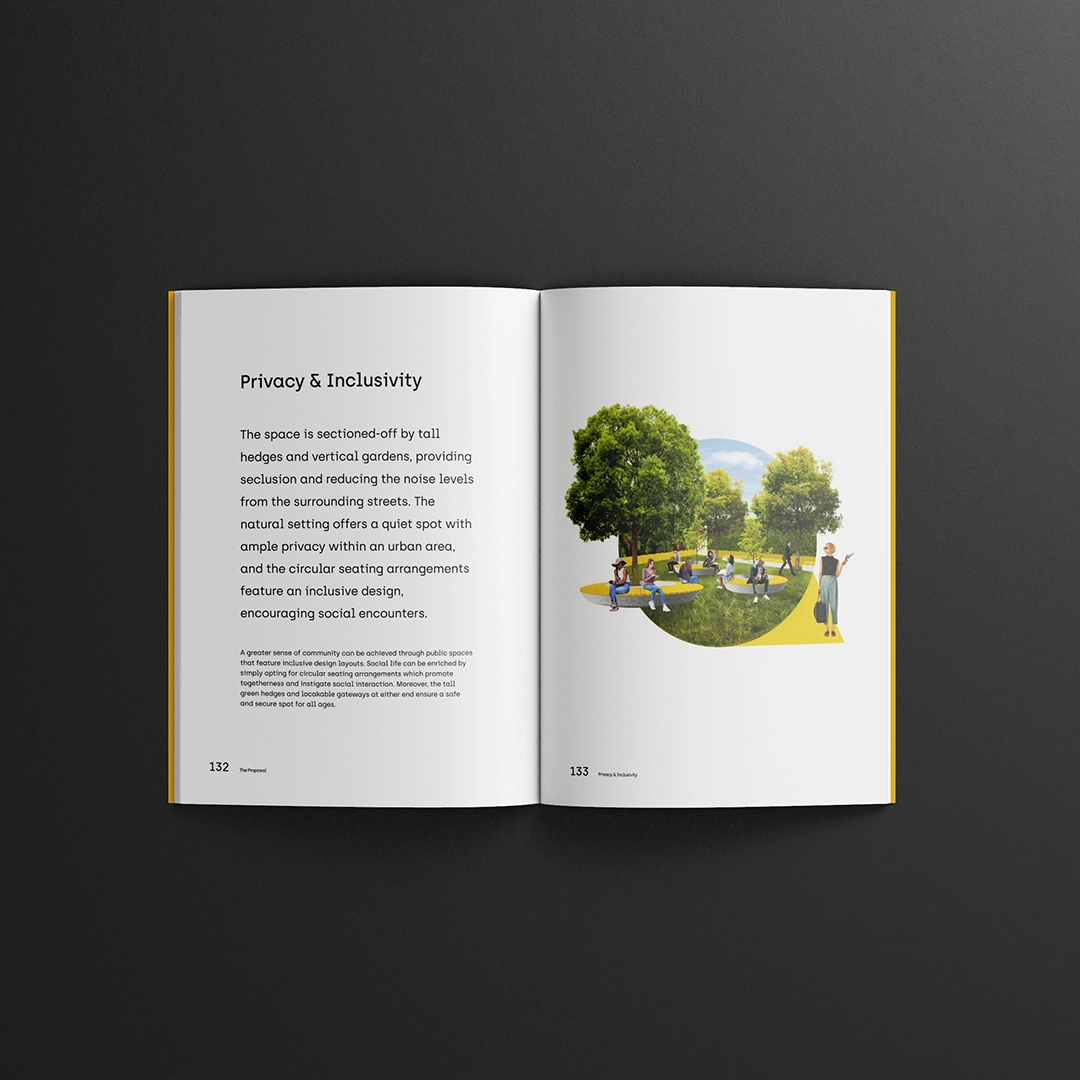 Privacy & Inclusivity
The space is sectioned-off by tall
hedges and vertical gardens, providing
seclusion and reducing the noise levels
from the surrounding streets. The
natural setting offers a quiet spot with
ample privacy within an urban area,
and the circular seating arrangements
feature an inclusive design,
encouraging social encounters.
A greater sense of community can be achieved through public spaces
that feature inclusive design layouts. Social life can be enriched by
simply opting for circular seating arrangements which promote
togetherness and instigate social interaction. Moreover, the tall
green hedges and locakable gateways at either end ensure a safe
and secure spot for all ages.
132 The Proposal
133 Privacy & Inclusivity